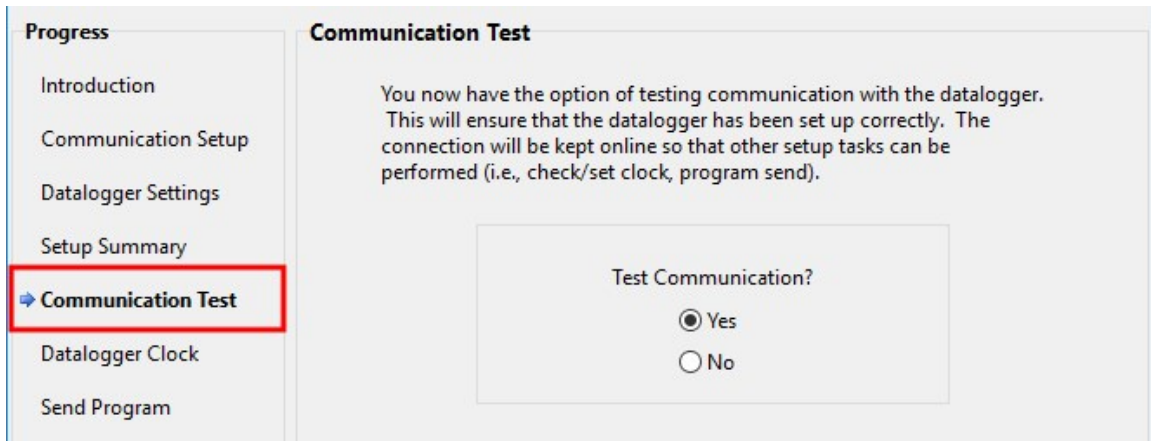 Progress
Introduction
Communication Setup
Datalogger Settings
Setup Summary
Communication Test
Datalogger Clock
Send Program
Communication Test
You now have the option of testing communication with the datalogger.
This will ensure that the datalogger has been set up correctly.  The
connection will be kept online so that other setup tasks can be
performed (i.e., check/set clock, program send).
Test Communication?
Yes
No